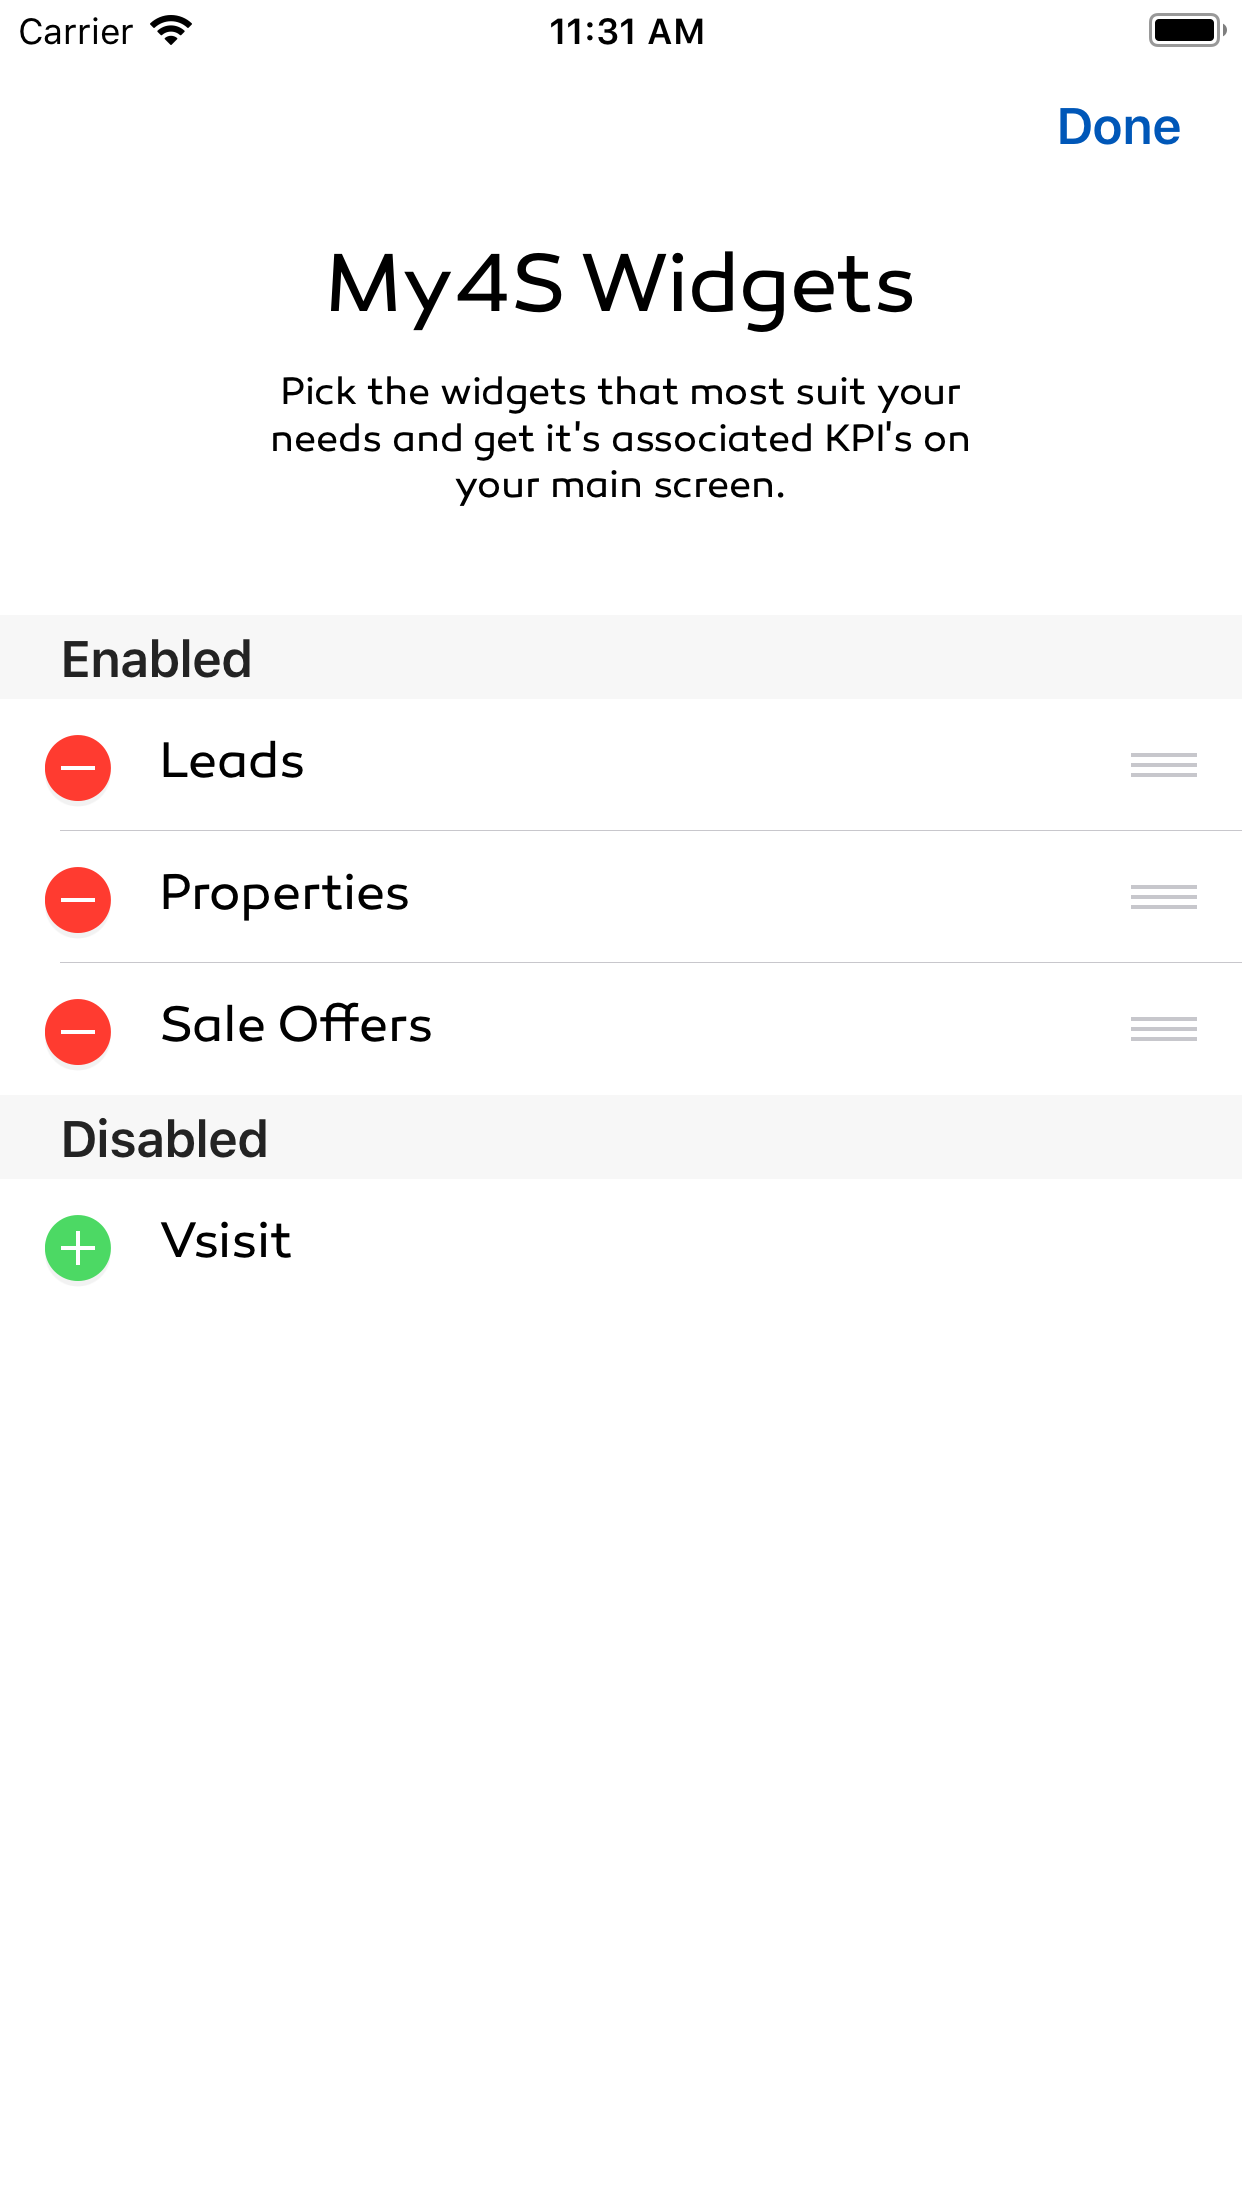 Carrier 11:31 AM
Done
My4S Widgets
Pick the widgets that most suit your
needs and get it's associated KPI's on
your main screen.
Enabled
Leads
Properties
Sale Offers
Disabled
Vsisit